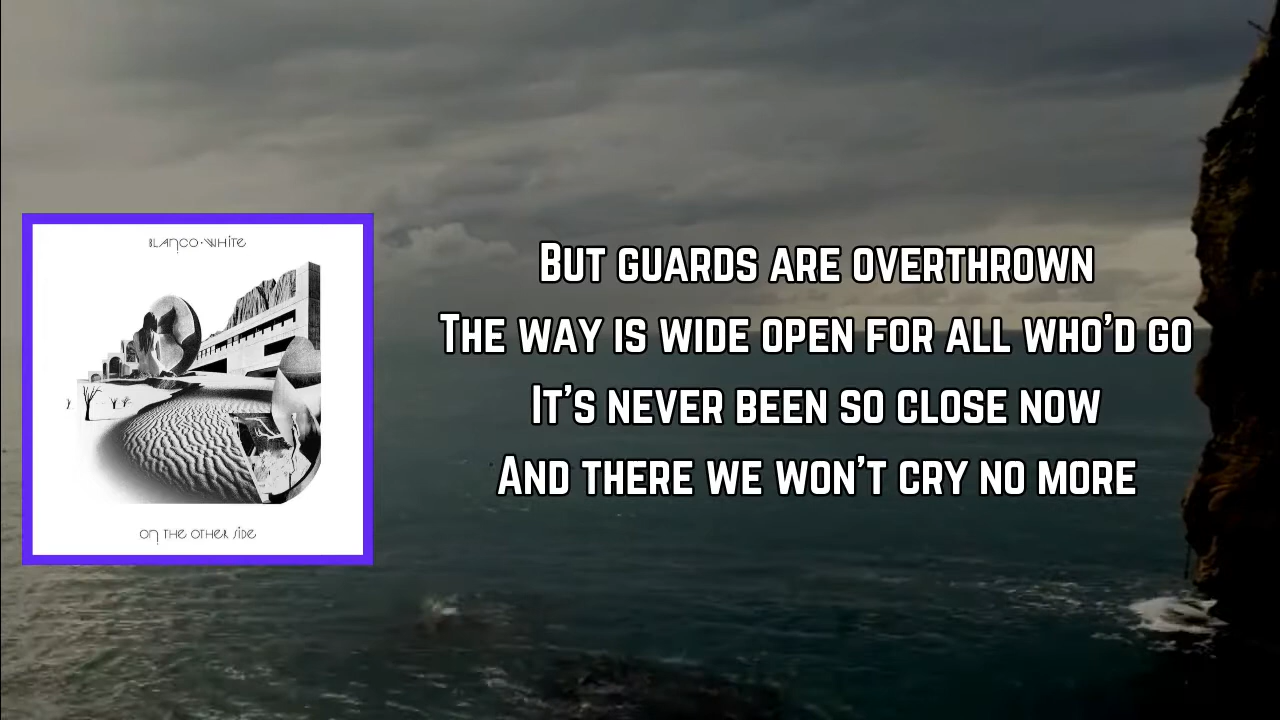 BLANCO·WHITE
ON THE OTHER SIDE
BUT GUARDS ARE OVERTHROWN
THE WAY IS WIDE OPEN FOR ALL WHO’D GO
IT’S NEVER BEEN SO CLOSE NOW
AND THERE WE WON’T CRY NO MORE